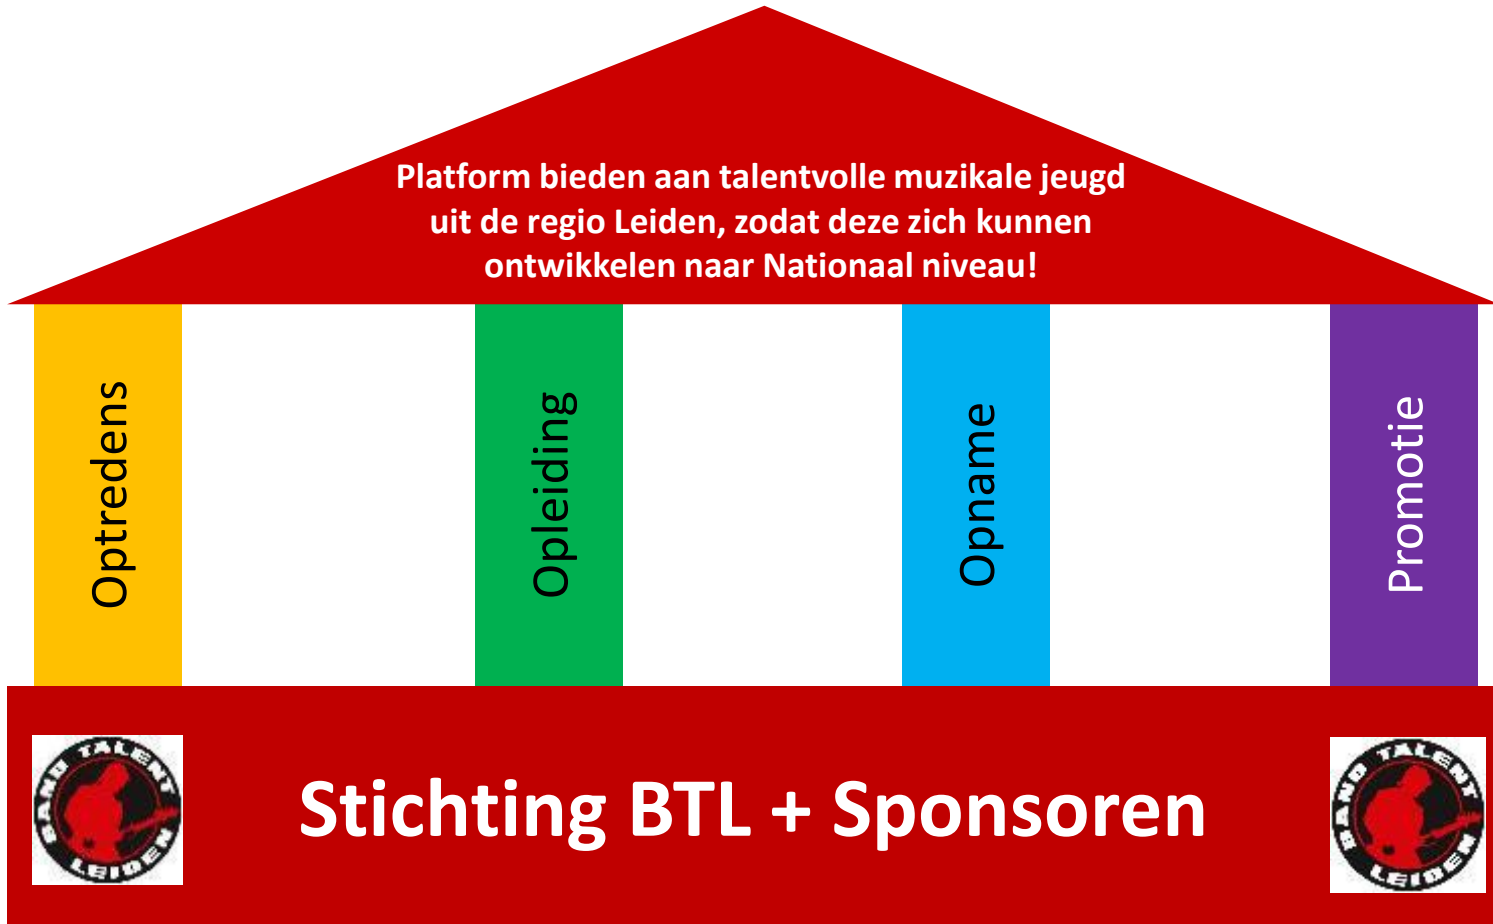 Platform bieden aan talentvolle muzikale jeugd
uit de regio Leiden, zodat deze zich kunnen
ontwikkelen naar Nationaal niveau!
Optredens
Opleiding
Opname
Promotie
BAND TALENT LEIDEN
Stichting BTL + Sponsoren
BAND TALENT LEIDEN